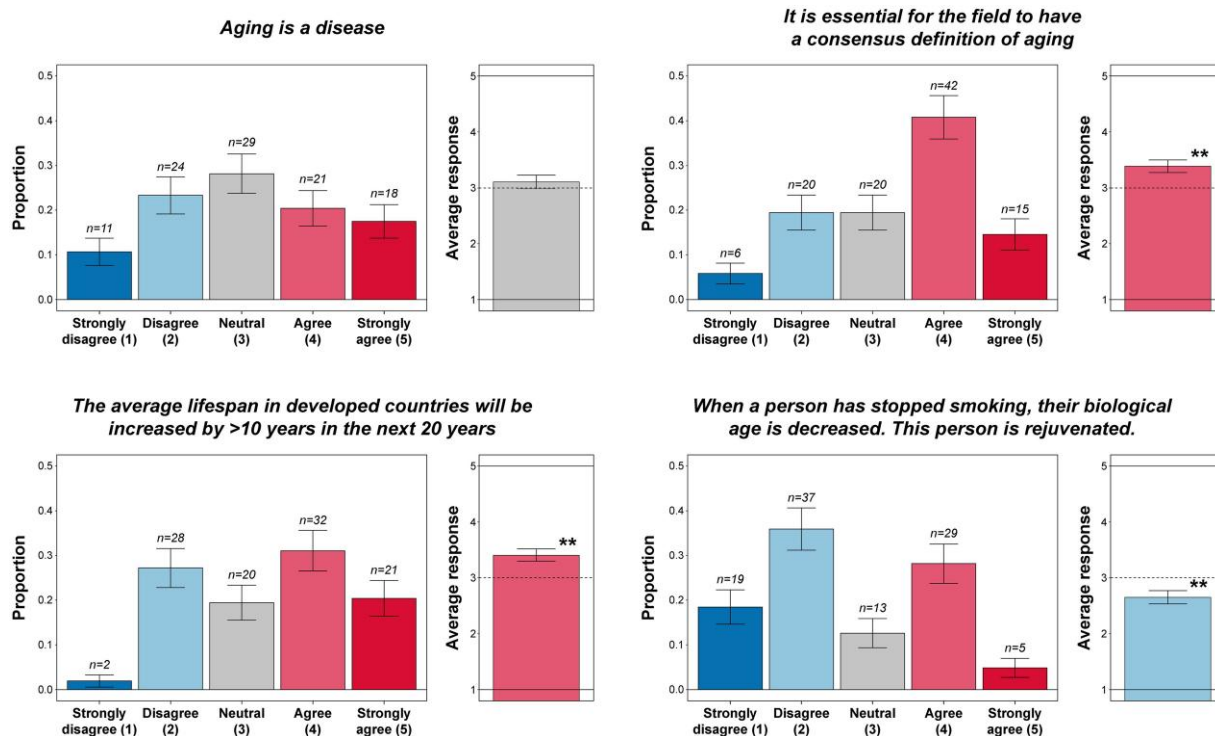 Aging is a disease
Proportion
0.5
0.4
0.3
0.2
0.1
0.0
n=11
n=24
n=29
n=21
n=18
Strongly
disagree (1)
Disagree
(2)
Neutral
(3)
Agree
(4)
Strongly
agree (5)
Average response
5
4
3
2
1
It is essential for the field to have
a consensus definition of aging
Proportion
0.5
0.4
0.3
0.2
0.1
0.0
n=6
n=20
n=20
n=42
n=15
Strongly
disagree (1)
Disagree
(2)
Neutral
(3)
Agree
(4)
Strongly
agree (5)
Average response
5
4
3
2
1
**
The average lifespan in developed countries will be
increased by >10 years in the next 20 years
Proportion
0.5
0.4
0.3
0.2
0.1
0.0
n=2
n=28
n=20
n=32
n=21
Strongly
disagree (1)
Disagree
(2)
Neutral
(3)
Agree
(4)
Strongly
agree (5)
Average response
5
4
3
2
1
**
When a person has stopped smoking, their biological
age is decreased. This person is rejuvenated.
Proportion
0.5
0.4
0.3
0.2
0.1
0.0
n=19
n=37
n=13
n=29
n=5
Strongly
disagree (1)
Disagree
(2)
Neutral
(3)
Agree
(4)
Strongly
agree (5)
Average response
5
4
3
2
1
**